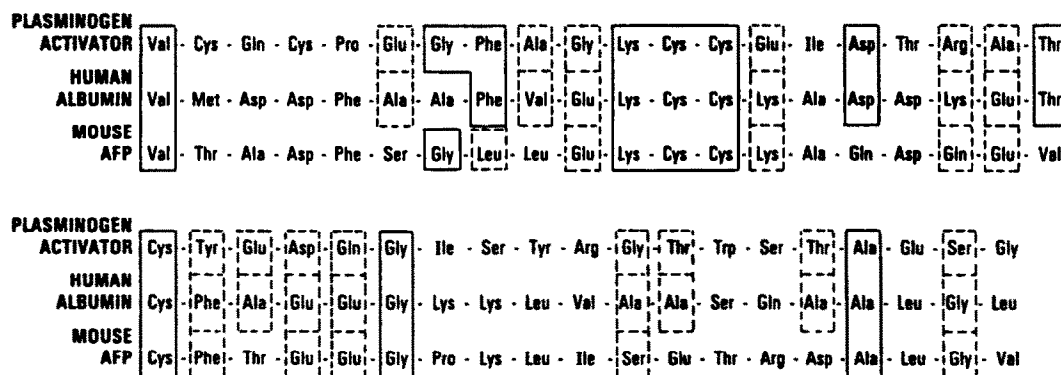 PLASMINOGEN
ACTIVATOR Val - Cys - Gln - Cys - Pro - Glu - Gly - Phe - Ala - Gly - Lys - Cys - Cys - Glu - Ile - Asp - Thr - Arg - Ala - Thr
HUMAN
ALBUMIN Val - Met - Asp - Asp - Phe - Ala - Ala - Phe - Val - Glu - Lys - Cys - Cys - Lys - Ala - Asp - Asp - Lys - Glu - Thr
MOUSE
AFP Val - Thr - Ala - Asp - Phe - Ser - Gly - Leu - Leu - Glu - Lys - Cys - Cys - Lys - Ala - Gln - Asp - Gln - Glu - Val
PLASMINOGEN
ACTIVATOR Cys - Tyr - Glu - Asp - Gln - Gly - Ile - Ser - Tyr - Arg - Gly - Thr - Trp - Ser - Thr - Ala - Glu - Ser - Gly
HUMAN
ALBUMIN Cys - Phe - Ala - Glu - Glu - Gly - Lys - Lys - Leu - Val - Ala - Ala - Ser - Gln - Ala - Ala - Leu - Gly - Leu
MOUSE
AFP Cys - Phe - Thr - Glu - Glu - Gly - Pro - Lys - Leu - Ile - Ser - Glu - Thr - Arg - Asp - Ala - Leu - Gly - Val